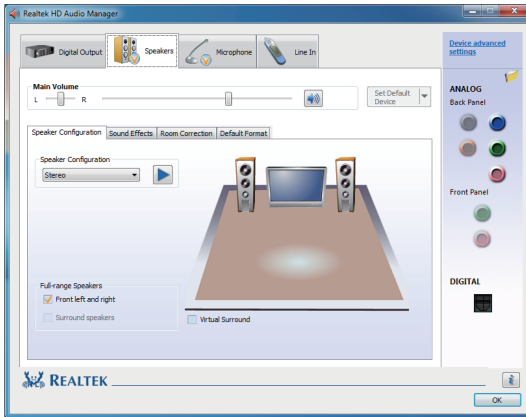 Realtek HD Audio Manager
Digital Output
Speakers
Microphone
Line In
Device advanced
settings
Main Volume
L
R
Set Default
Device
ANALOG
Back Panel
Speaker Configuration
Sound Effects
Room Correction
Default Format
Speaker Configuration
Stereo
Front Panel
Full-range Speakers
Front left and right
Surround speakers
Virtual Surround
DIGITAL
REALTEK
OK